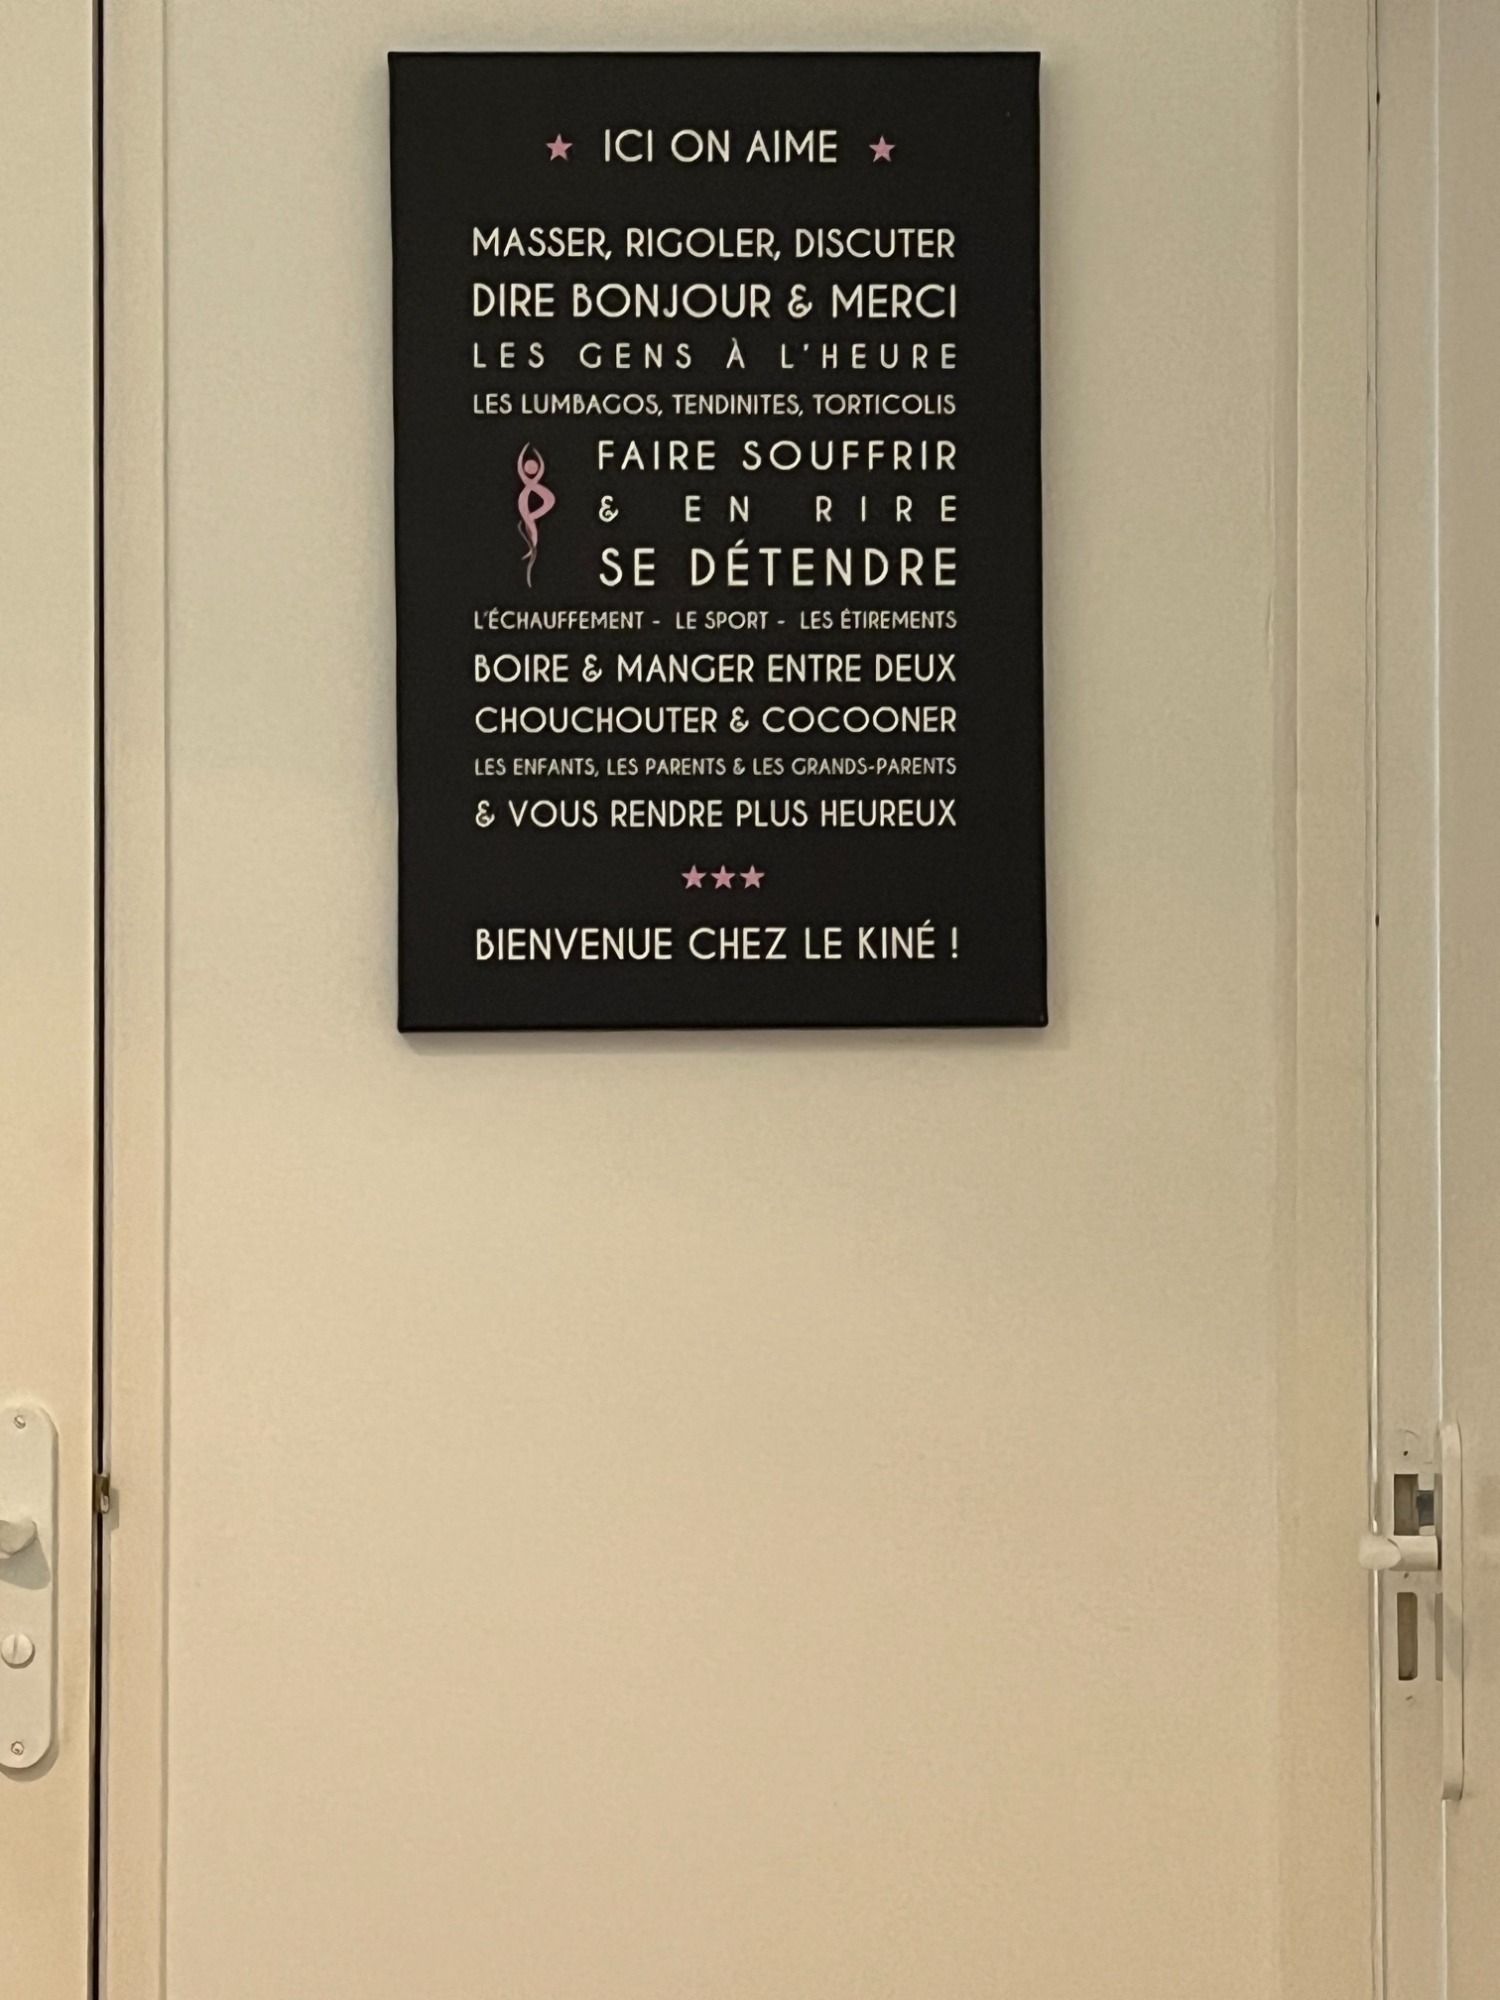 ★ ICI ON AIME ★
MASSER, RIGOLER, DISCUTER
DIRE BONJOUR & MERCI
LES GENS À L'HEURE
LES LUMBAGOS, TENDINITES, TORTICOLIS
FAIRE SOUFFRIR
& EN RIRE
SE DÉTENDRE
L'ÉCHAUFFEMENT - LE SPORT - LES ÉTIREMENTS
BOIRE & MANGER ENTRE DEUX
CHOUCHOUTER & COCOONER
LES ENFANTS, LES PARENTS & LES GRANDS-PARENTS
& VOUS RENDRE PLUS HEUREUX
★★★
BIENVENUE CHEZ LE KINÉ !